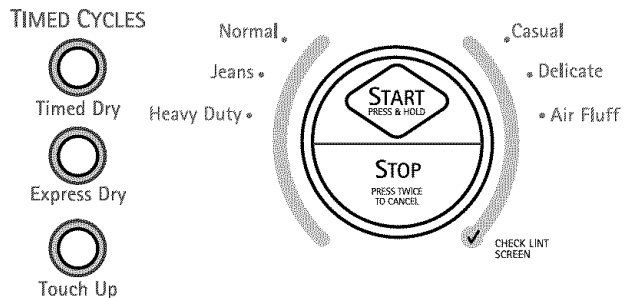 TIMED CYCLES
Timed Dry
Express Dry
Touch Up
Normal
Jeans
Heavy Duty
START
PRESS & HOLD
STOP
PRESS TWICE
TO CANCEL
Casual
Delicate
Air Fluff
CHECK LINT
SCREEN